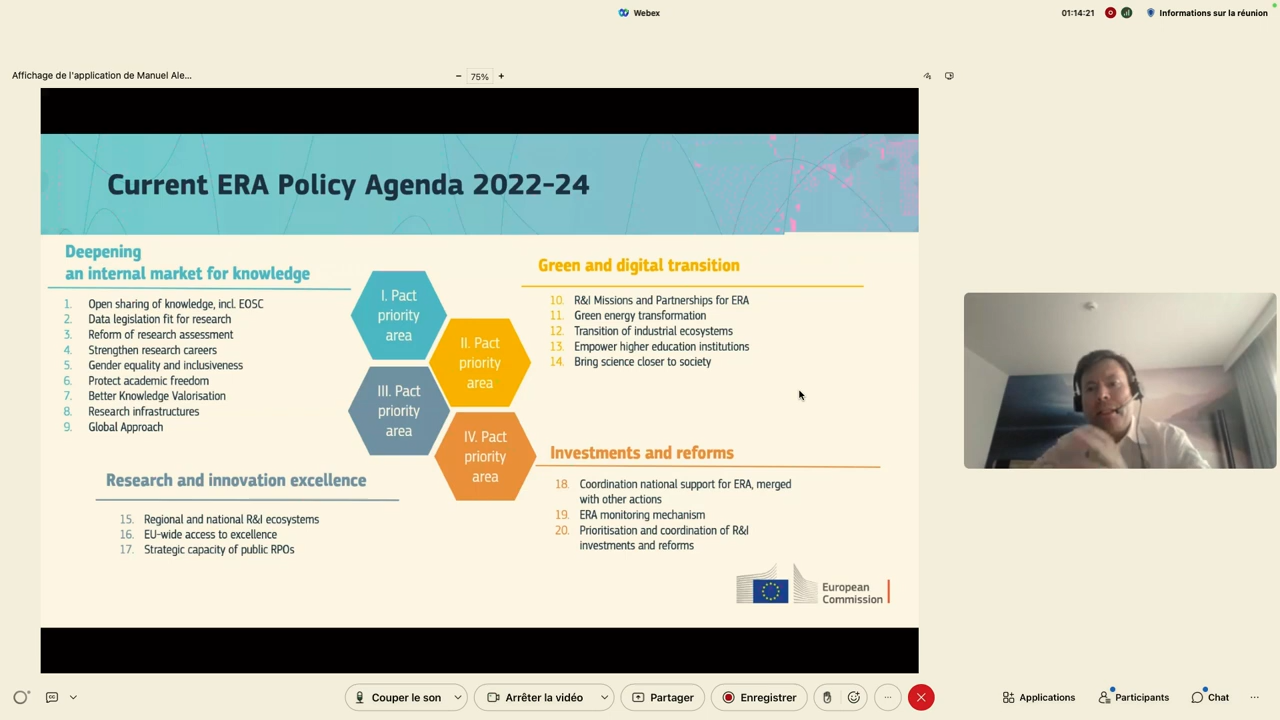 Webex
01:14:21
Informations sur la réunion
Affichage de l'application de Manuel Ale...
− 75% +
Current ERA Policy Agenda 2022-24
Deepening
an internal market for knowledge
1. Open sharing of knowledge, incl. EOSC
2. Data legislation fit for research
3. Reform of research assessment
4. Strengthen research careers
5. Gender equality and inclusiveness
6. Protect academic freedom
7. Better Knowledge Valorisation
8. Research infrastructures
9. Global Approach
I. Pact
priority
area
II. Pact
priority
area
III. Pact
priority
area
IV. Pact
priority
area
Green and digital transition
10. R&I Missions and Partnerships for ERA
11. Green energy transformation
12. Transition of industrial ecosystems
13. Empower higher education institutions
14. Bring science closer to society
Research and innovation excellence
15. Regional and national R&I ecosystems
16. EU-wide access to excellence
17. Strategic capacity of public RPOs
Investments and reforms
18. Coordination national support for ERA, merged
with other actions
19. ERA monitoring mechanism
20. Prioritisation and coordination of R&I
investments and reforms
European
Commission
CC
Couper le son
Arrêter la vidéo
Partager
Enregistrer
Applications
Participants
Chat